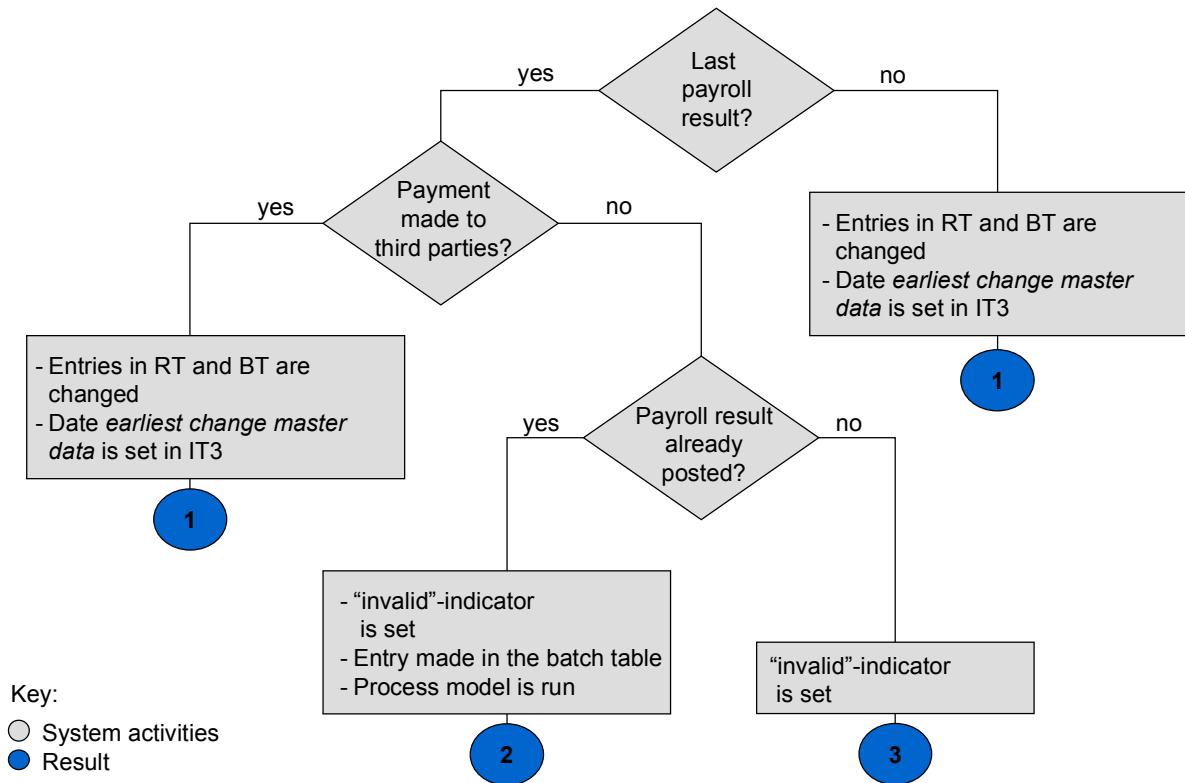 Last
payroll
result?
yes
no
Payment
made to
third parties?
yes
no
- Entries in RT and BT are
changed
- Date earliest change master
data is set in IT3
1
- Entries in RT and BT are
changed
- Date earliest change master
data is set in IT3
1
Payroll result
already
posted?
yes
no
- “invalid”-indicator
is set
- Entry made in the batch table
- Process model is run
2
“invalid”-indicator
is set
3
Key:
System activities
Result